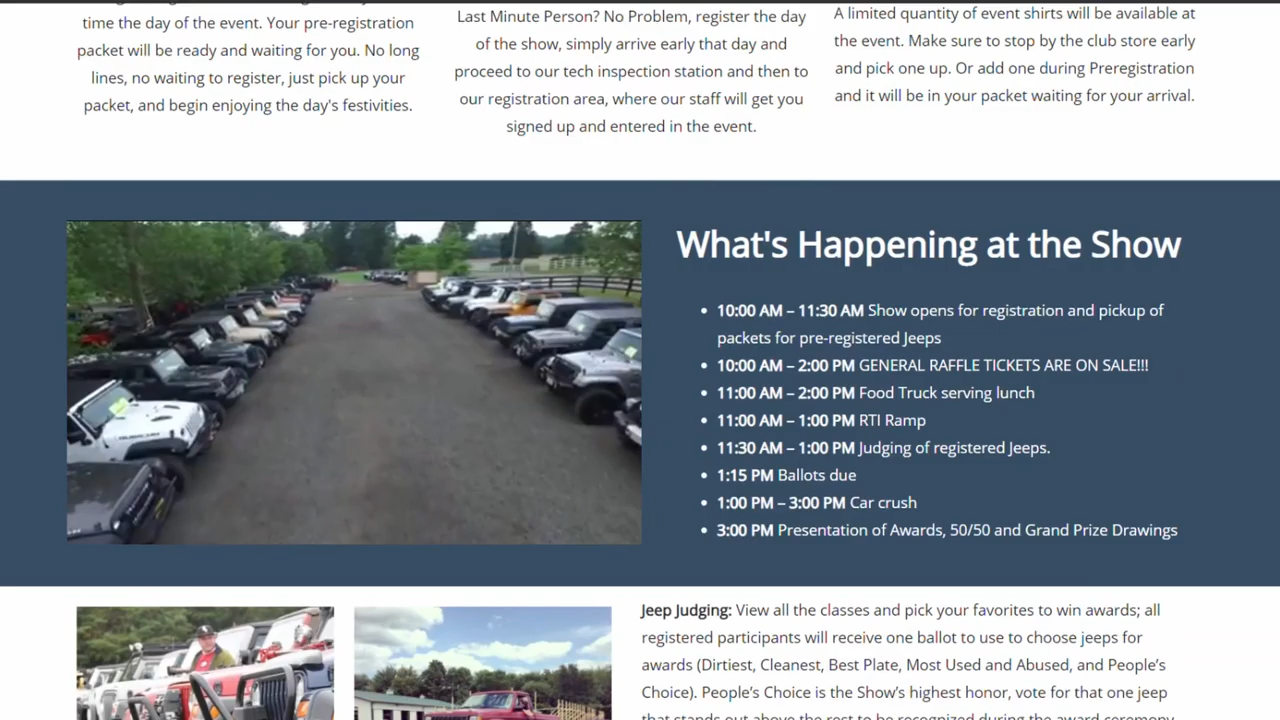 time the day of the event. Your pre-registration
packet will be ready and waiting for you. No long
lines, no waiting to register, just pick up your
packet, and begin enjoying the day's festivities.
Last Minute Person? No Problem, register the day
of the show, simply arrive early that day and
proceed to our tech inspection station and then to
our registration area, where our staff will get you
signed up and entered in the event.
A limited quantity of event shirts will be available at
the event. Make sure to stop by the club store early
and pick one up. Or add one during Preregistration
and it will be in your packet waiting for your arrival.
What's Happening at the Show
• 10:00 AM – 11:30 AM Show opens for registration and pickup of
packets for pre-registered Jeeps
• 10:00 AM – 2:00 PM GENERAL RAFFLE TICKETS ARE ON SALE!!!
• 11:00 AM – 2:00 PM Food Truck serving lunch
• 11:00 AM – 1:00 PM RTI Ramp
• 11:30 AM – 1:00 PM Judging of registered Jeeps.
• 1:15 PM Ballots due
• 1:00 PM – 3:00 PM Car crush
• 3:00 PM Presentation of Awards, 50/50 and Grand Prize Drawings
Jeep Judging: View all the classes and pick your favorites to win awards; all
registered participants will receive one ballot to use to choose jeeps for
awards (Dirtiest, Cleanest, Best Plate, Most Used and Abused, and People’s
Choice). People’s Choice is the Show’s highest honor, vote for that one jeep
that stands out above the rest to be recognized during the award ceremony